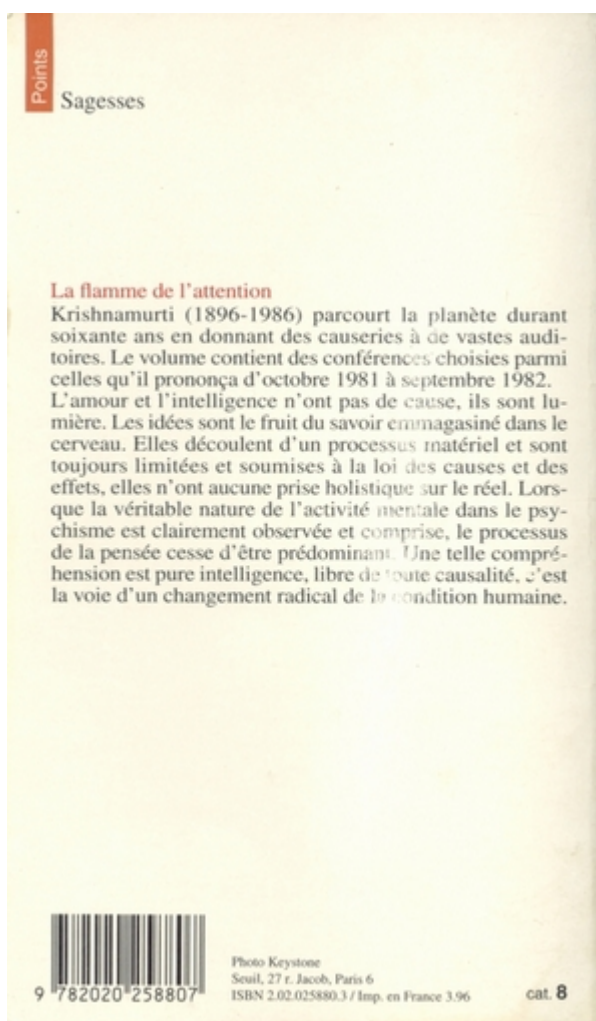 Points
Sagesses
La flamme de l'attention
Krishnamurti (1896-1986) parcourt la planète durant
soixante ans en donnant des causeries à de vastes audi-
toires. Le volume contient des conférences choisies parmi
celles qu'il prononça d'octobre 1981 à septembre 1982.
L'amour et l'intelligence n'ont pas de cause, ils sont lu-
mière. Les idées sont le fruit du savoir emmagasiné dans le
cerveau. Elles découlent d'un processus matériel et sont
toujours limitées et soumises à la loi des causes et des
effets, elles n'ont aucune prise holistique sur le réel. Lors-
que la véritable nature de l'activité mentale dans le psy-
chisme est clairement observée et comprise, le processus
de la pensée cesse d'être prédominant. Une telle compré-
hension est pure intelligence, libre de toute causalité, c'est
la voie d'un changement radical de la condition humaine.
Photo Keystone
Seuil, 27 r. Jacob, Paris 6
ISBN 2.02.025880.3 / Imp. en France 3.96
cat. 8
9 782020 258807